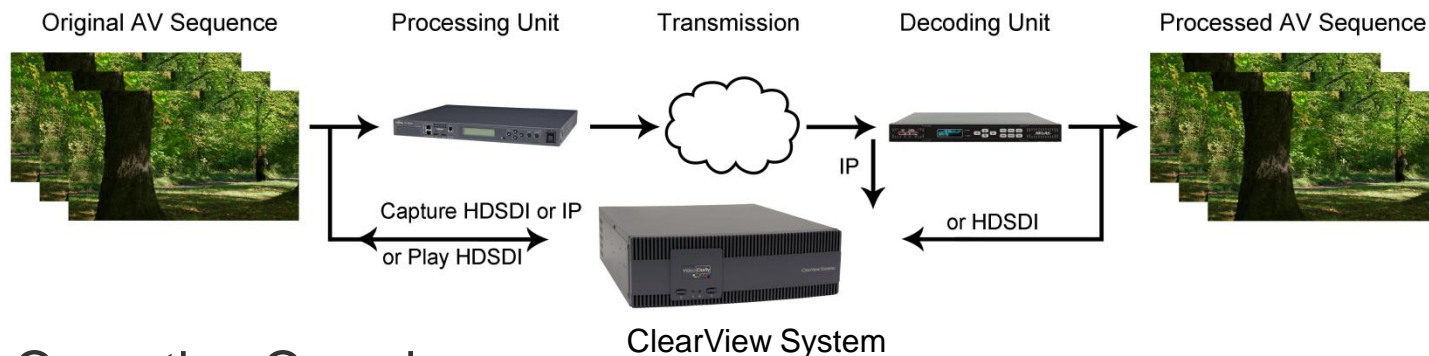 Original AV Sequence
Processing Unit
Transmission
Decoding Unit
Processed AV Sequence
IP
Capture HDSDI or IP
or Play HDSDI
or HDSDI
ClearView System